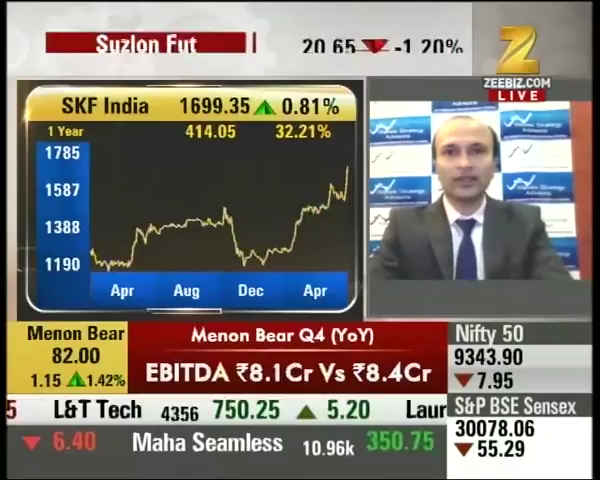 Suzlon Fut 20.65 -1.20%
Z
ZEEBIZ.COM
LIVE
SKF India 1699.35 0.81%
1 Year 414.05 32.21%
1785
1587
1388
1190
Apr Aug Dec Apr
Advisors
Strategy
Advisors
Menon Bear
82.00
1.15 1.42%
Menon Bear Q4 (YoY)
EBITDA ₹8.1Cr Vs ₹8.4Cr
Nifty 50
9343.90
7.95
S&P BSE Sensex
30078.06
55.29
5 L&T Tech 4356 750.25 5.20 Laur
6.40 Maha Seamless 10.96k 350.75